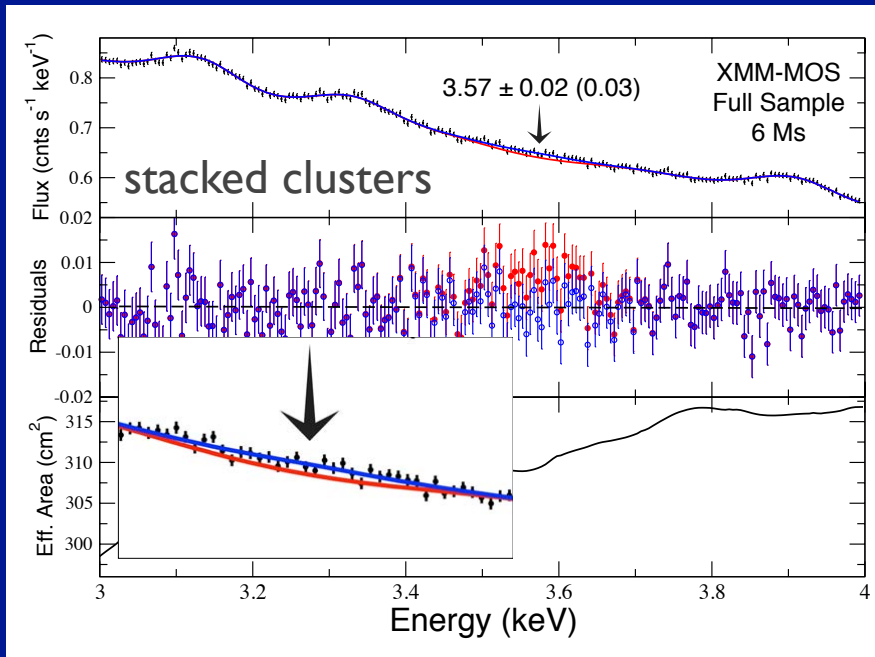 3.57 ± 0.02 (0.03)
XMM-MOS
Full Sample
6 Ms
stacked clusters
Flux (cnts s⁻¹ keV⁻¹)
0.8
0.7
0.6
0.02
Residuals
0.01
0
-0.01
-0.02
Eff. Area (cm²)
315
310
305
300
3
3.2
3.4
3.6
3.8
4
Energy (keV)